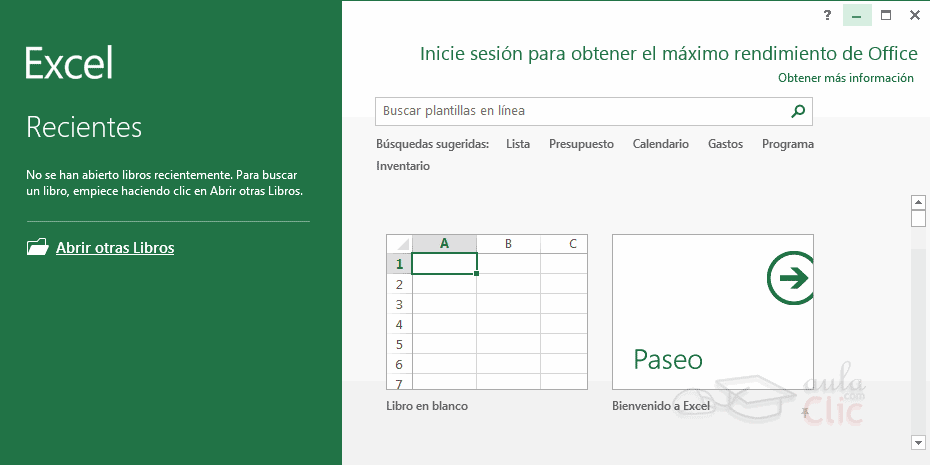 ?
Excel
Inicie sesión para obtener el máximo rendimiento de Office
Obtener más información
Recientes
Buscar plantillas en línea
Búsquedas sugeridas: Lista Presupuesto Calendario Gastos Programa
Inventario
No se han abierto libros recientemente. Para buscar
un libro, empiece haciendo clic en Abrir otras Libros.
Abrir otras Libros
A B C
1
2
3
4
5
6
7
Paseo
Libro en blanco
Bienvenido a Excel
aula
.com
Clic